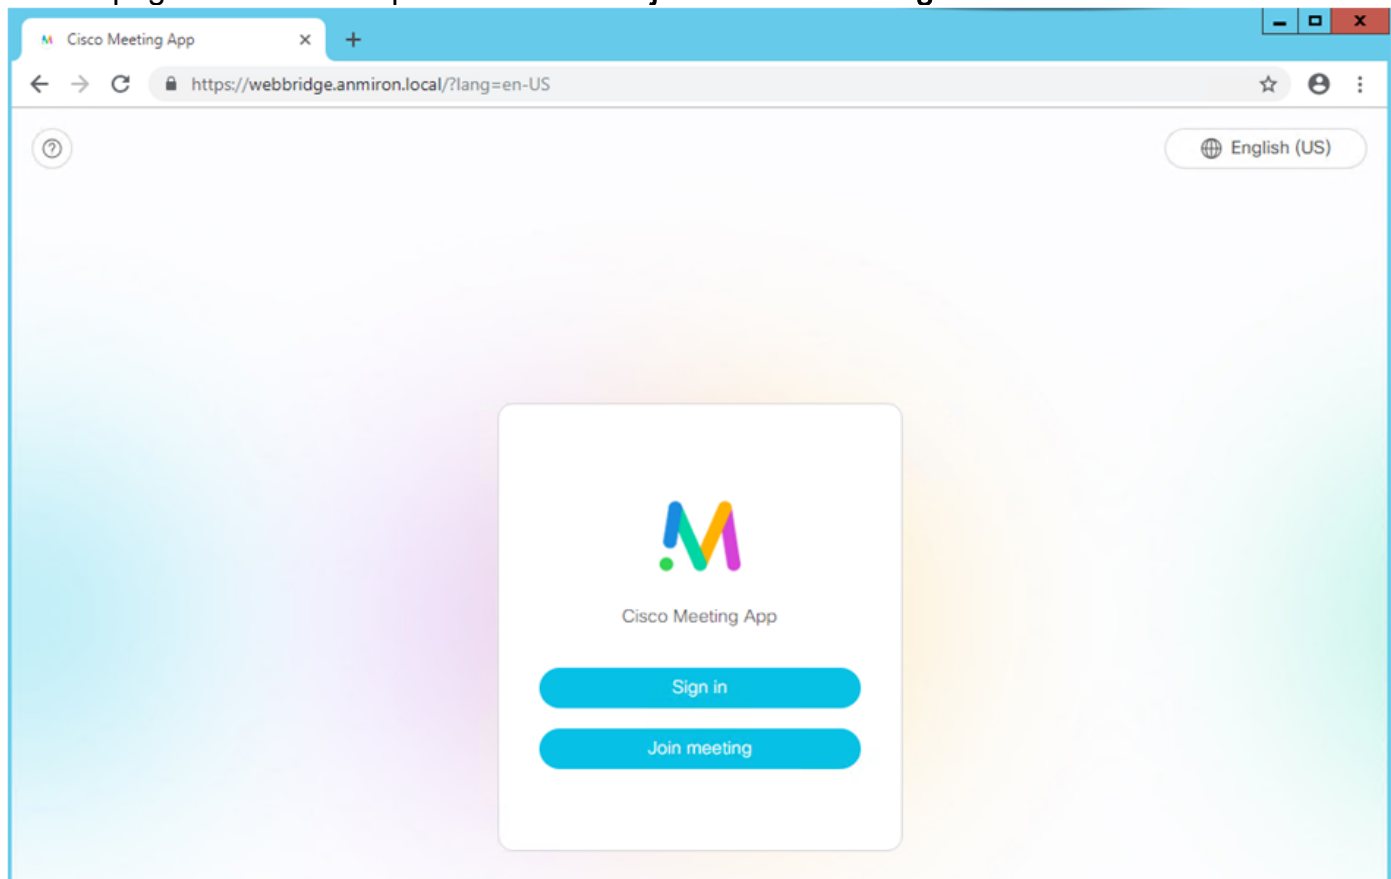 Cisco Meeting App
https://webbridge.anmiron.local/?lang=en-US
English (US)
Cisco Meeting App
Sign in
Join meeting